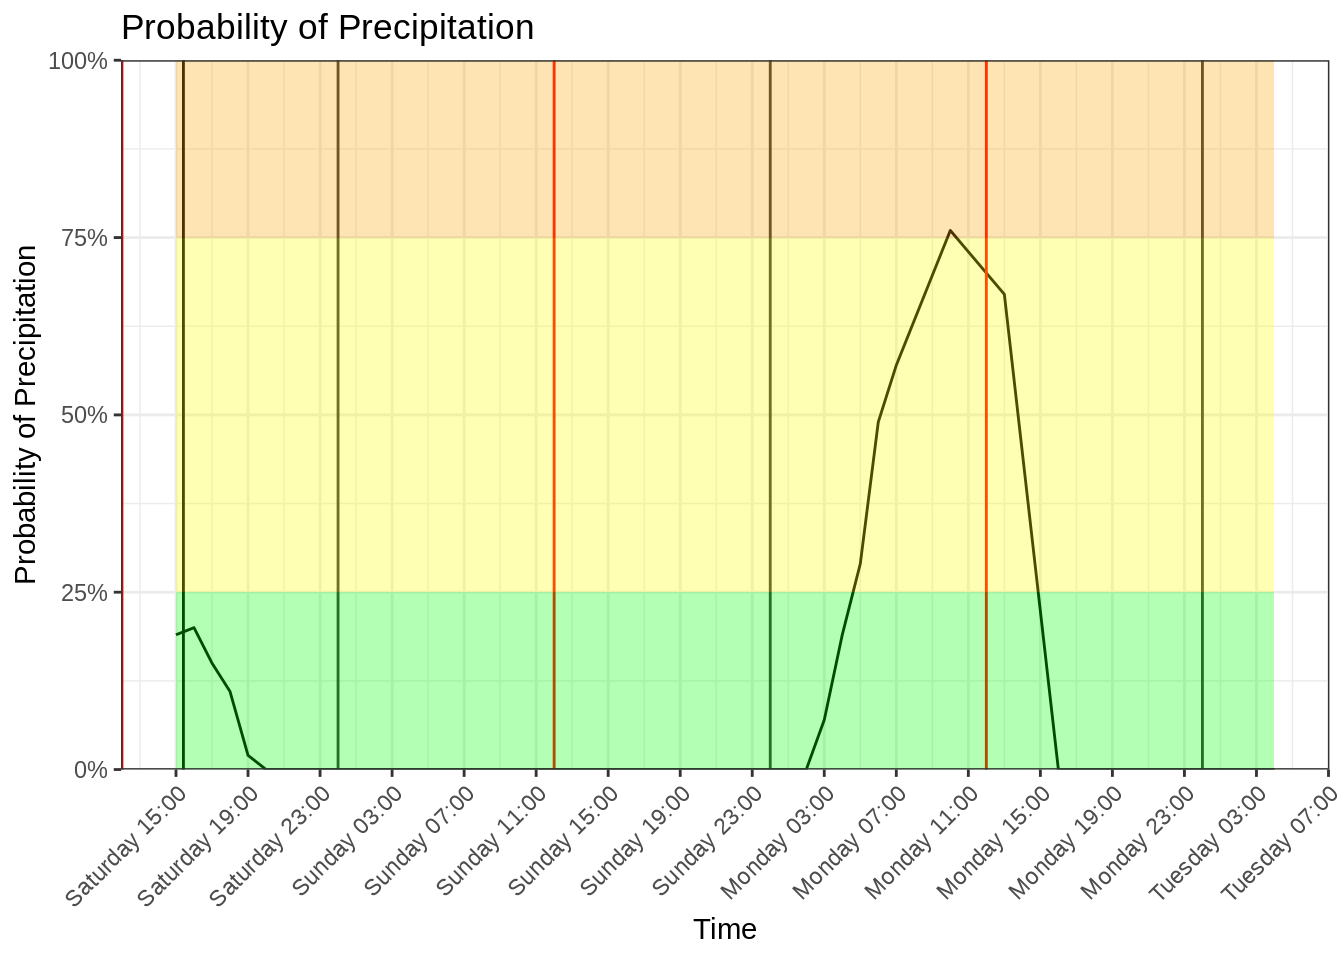 Probability of Precipitation
Probability of Precipitation
100%
75%
50%
25%
0%
Saturday 15:00
Saturday 19:00
Saturday 23:00
Sunday 03:00
Sunday 07:00
Sunday 11:00
Sunday 15:00
Sunday 19:00
Sunday 23:00
Monday 03:00
Monday 07:00
Monday 11:00
Monday 15:00
Monday 19:00
Monday 23:00
Tuesday 03:00
Tuesday 07:00
Time